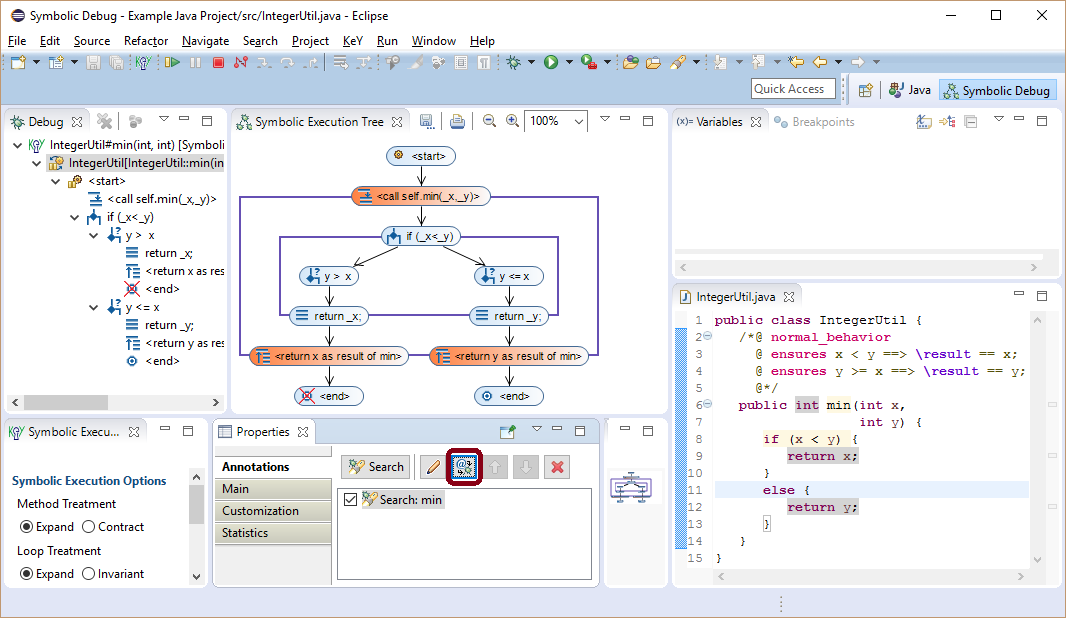 Symbolic Debug - Example Java Project/src/IntegerUtil.java - Eclipse
File Edit Source Refactor Navigate Search Project KeY Run Window Help
Quick Access
Java
Symbolic Debug
Debug
IntegerUtil#min(int, int) [Symboli
IntegerUtil[IntegerUtil::min(in
<start>
<call self.min(_x,_y)>
if (_x<_y)
y > x
return _x;
<return x as res
<end>
y <= x
return _y;
<return y as res
<end>
Symbolic Execution Tree
100%
<start>
<call self.min(_x,_y)>
if (_x<_y)
y > x
y <= x
return _x;
return _y;
<return x as result of min>
<return y as result of min>
<end>
<end>
(x)= Variables
Breakpoints
IntegerUtil.java
1 public class IntegerUtil {
2 /*@ normal_behavior
3 @ ensures x < y ==> \result == x;
4 @ ensures y >= x ==> \result == y;
5 @*/
6 public int min(int x,
7 int y) {
8 if (x < y) {
9 return x;
10 }
11 else {
12 return y;
13 }
14 }
15 }
Symbolic Execu...
Symbolic Execution Options
Method Treatment
Expand Contract
Loop Treatment
Expand Invariant
Properties
Annotations
Main
Customization
Statistics
Search
Search: min